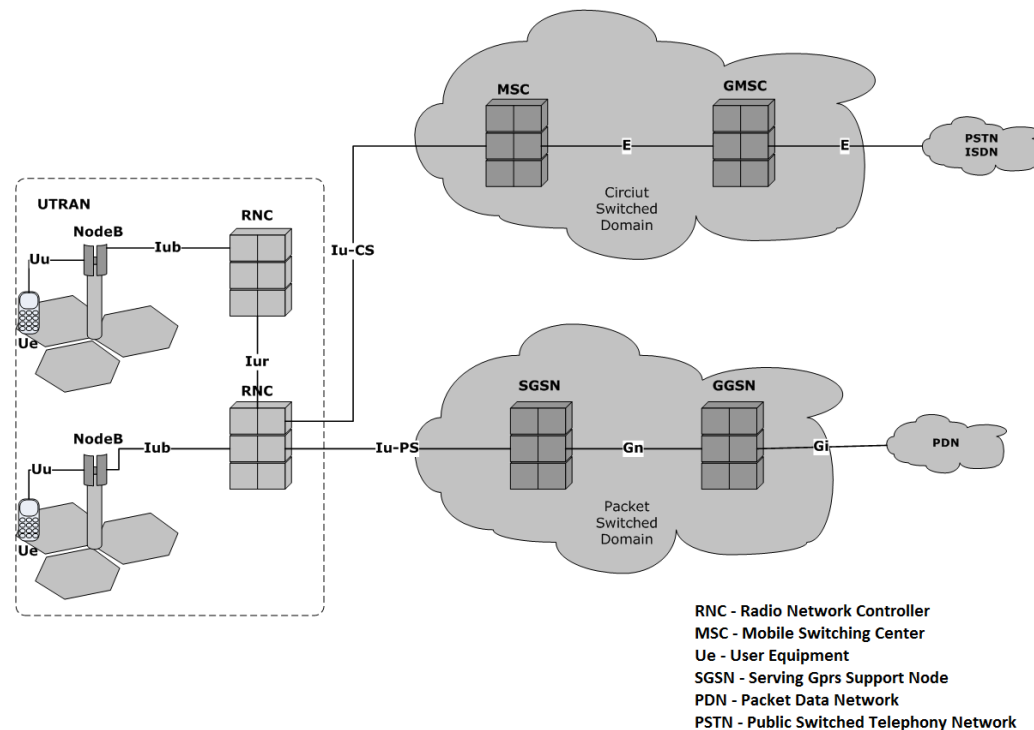 MSC
GMSC
E
E
PSTN
ISDN
Circiut
Switched
Domain
UTRAN
RNC
NodeB
Iub
Uu
Iu-CS
Ue
Iur
RNC
SGSN
GGSN
NodeB
Iub
Iu-PS
Gn
Gi
PDN
Uu
Ue
Packet
Switched
Domain
RNC - Radio Network Controller
MSC - Mobile Switching Center
Ue - User Equipment
SGSN - Serving Gprs Support Node
PDN - Packet Data Network
PSTN - Public Switched Telephony Network